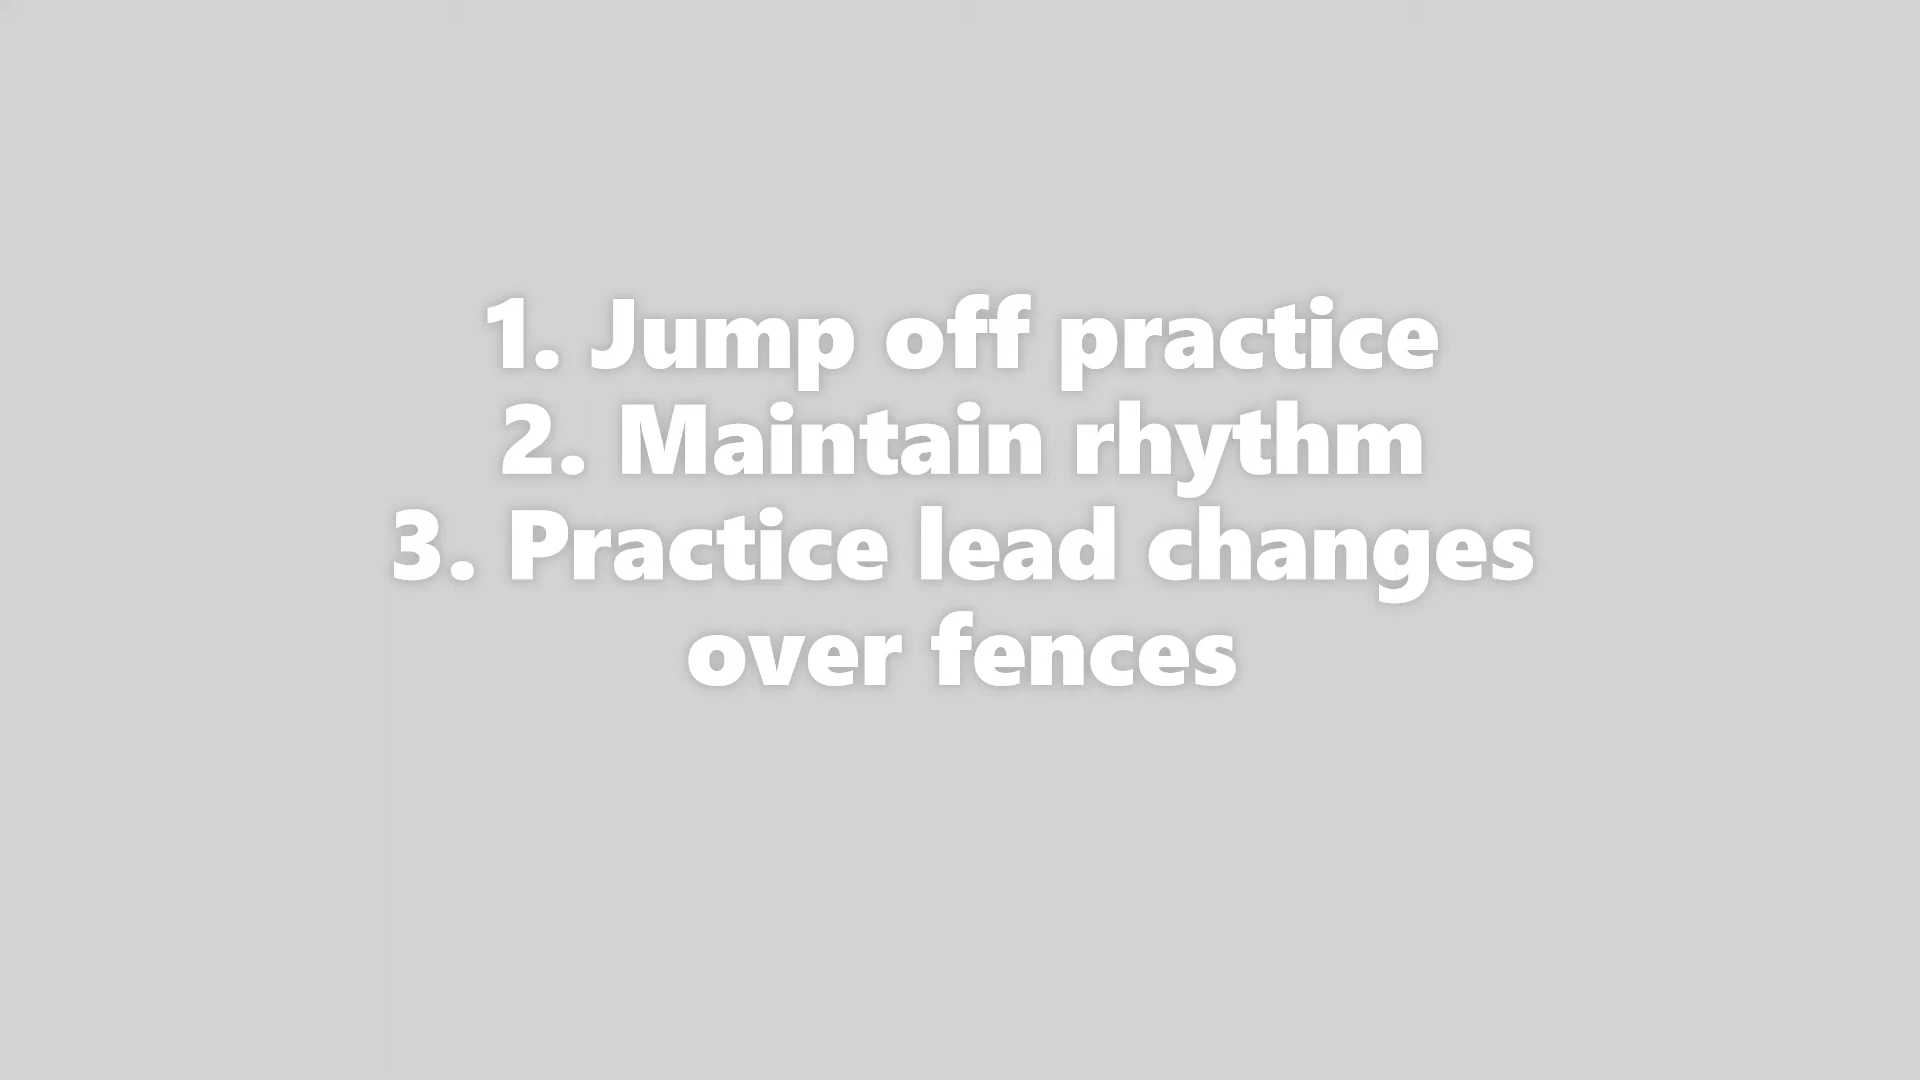 1. Jump off practice
2. Maintain rhythm
3. Practice lead changes
over fences